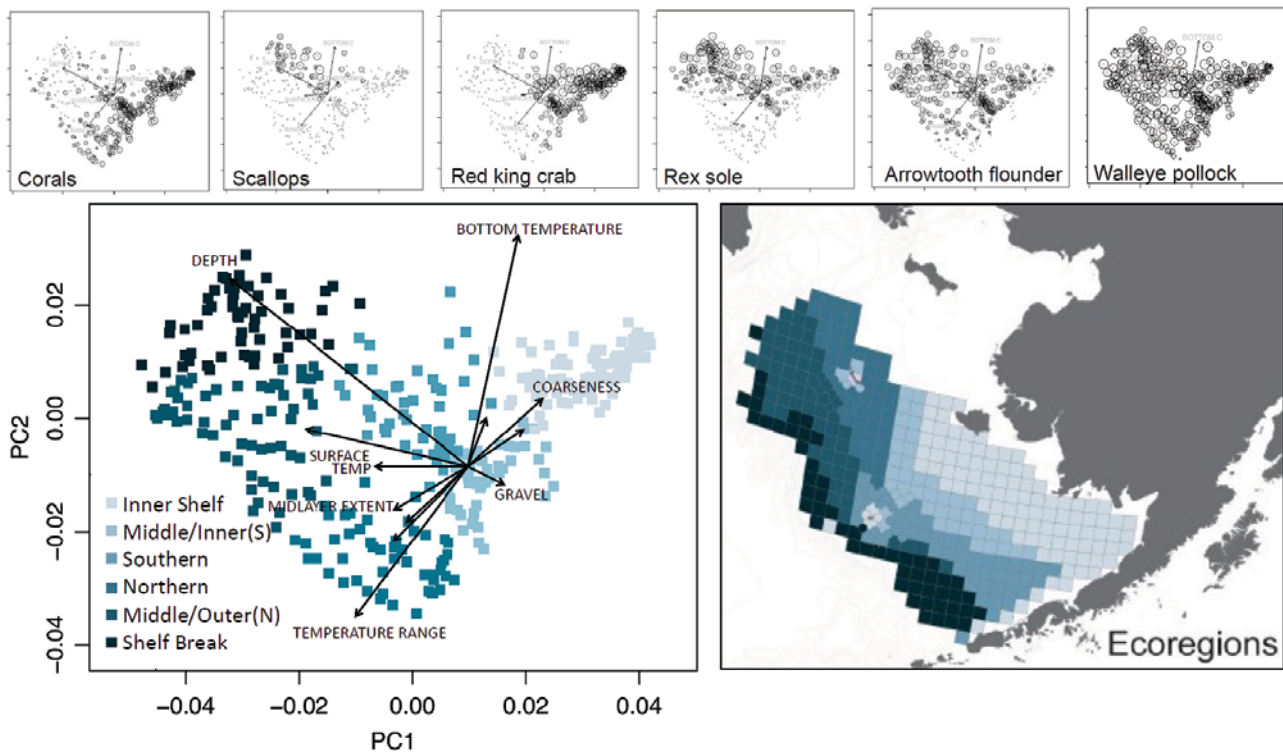 Corals
Scallops
Red king crab
Rex sole
Arrowtooth flounder
Walleye pollock
BOTTOM TEMPERATURE
DEPTH
COARSENESS
SURFACE
TEMP
MIDLAYER EXTENT
GRAVEL
TEMPERATURE RANGE
Inner Shelf
Middle/Inner(S)
Southern
Northern
Middle/Outer(N)
Shelf Break
0.02
0.00
−0.02
−0.04
PC2
−0.04
−0.02
0.00
0.02
0.04
PC1
Ecoregions